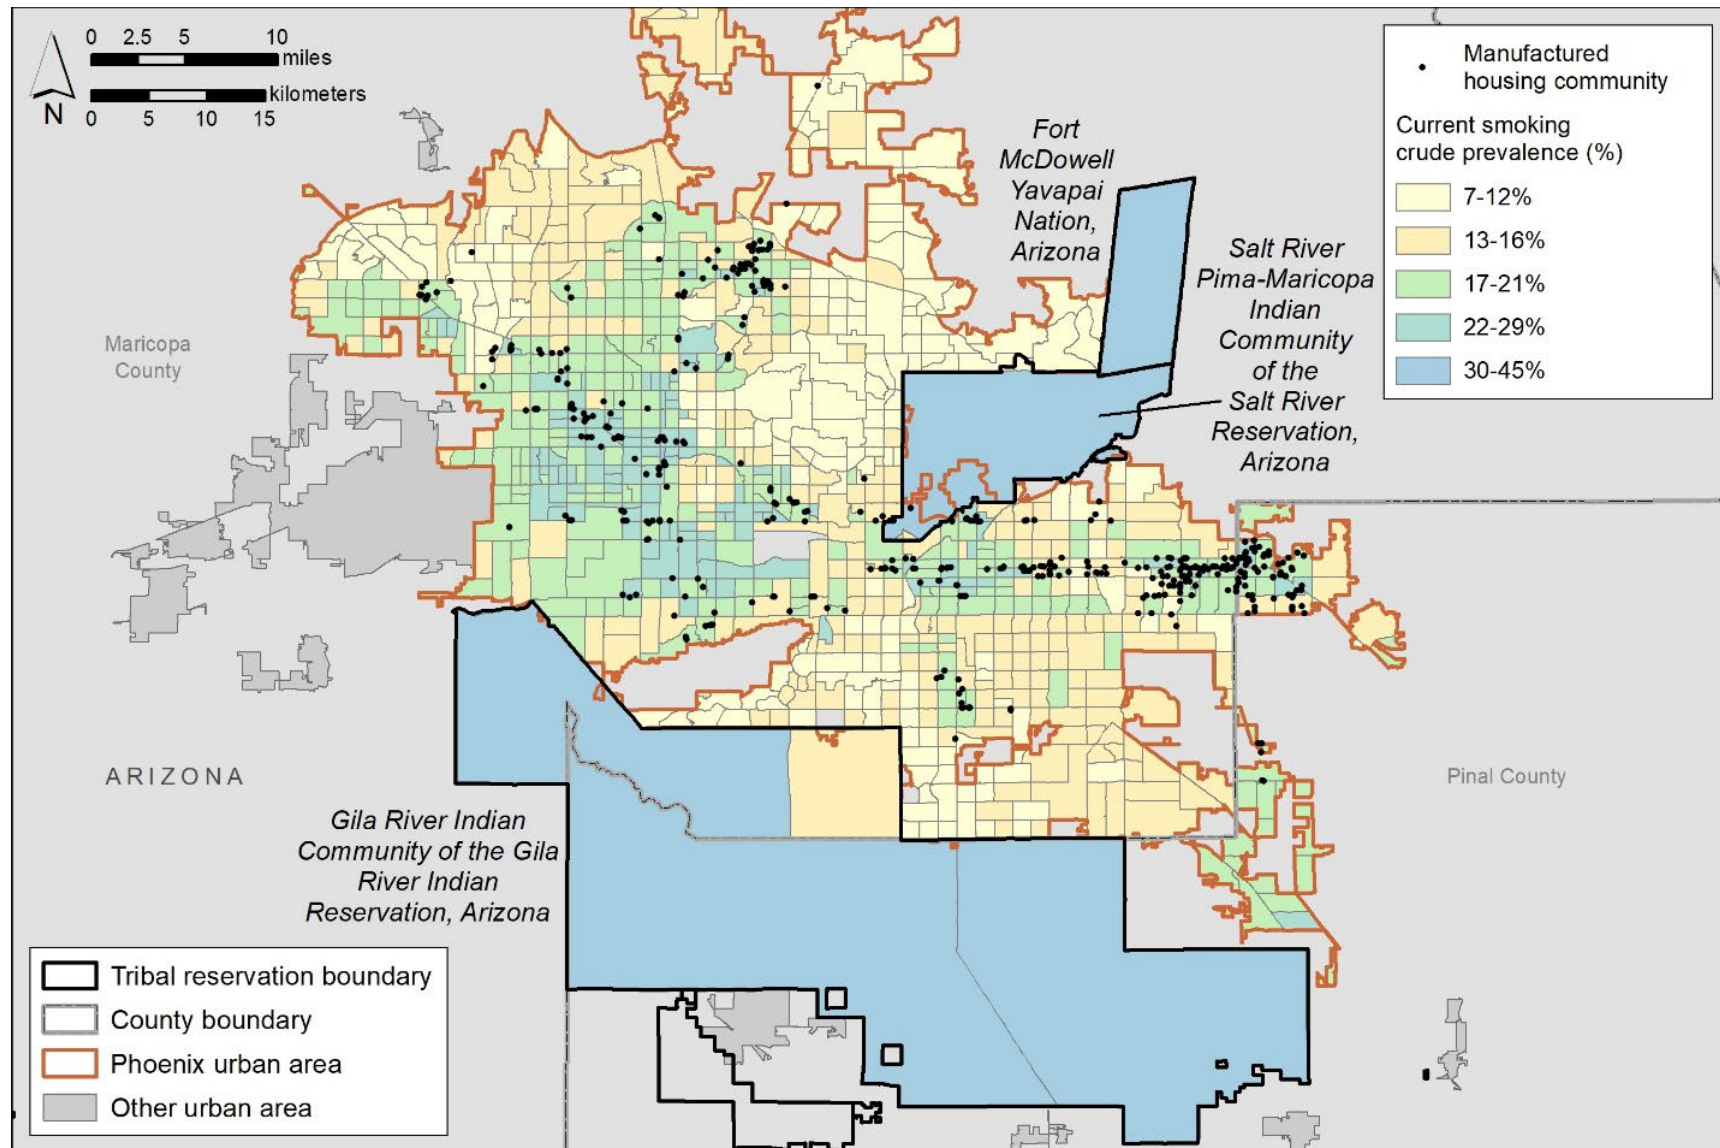 0 2.5 5 10
miles
kilometers
0 5 10 15
N
Manufactured
housing community
Current smoking
crude prevalence (%)
7-12%
13-16%
17-21%
22-29%
30-45%
Fort
McDowell
Yavapai
Nation,
Arizona
Salt River
Pima-Maricopa
Indian
Community
of the
Salt River
Reservation,
Arizona
Maricopa
County
ARIZONA
Pinal County
Gila River Indian
Community of the Gila
River Indian
Reservation, Arizona
Tribal reservation boundary
County boundary
Phoenix urban area
Other urban area